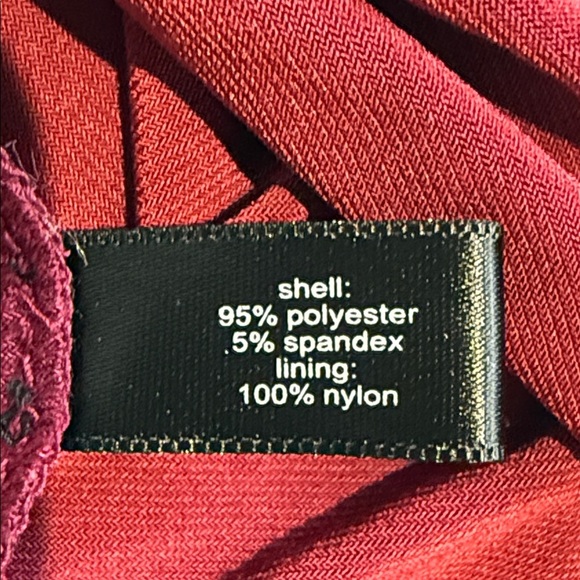 shell:
95% polyester
5% spandex
lining:
100% nylon